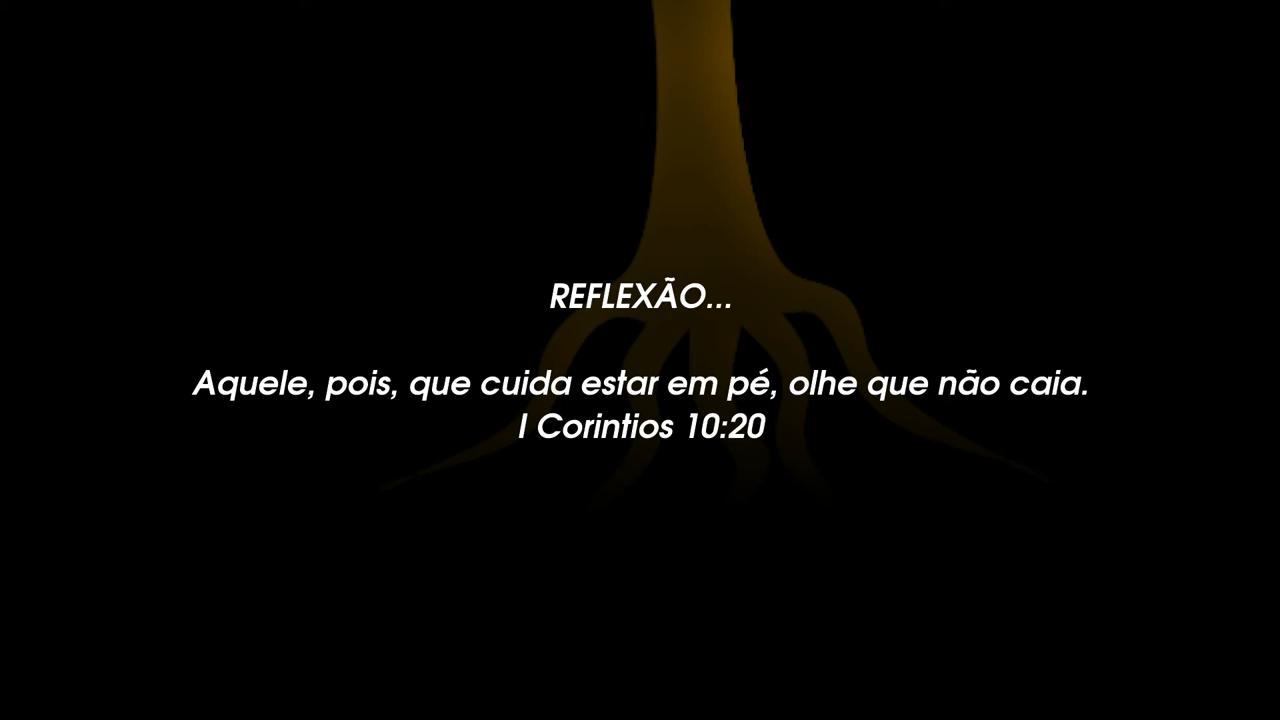 REFLEXÃO...
Aquele, pois, que cuida estar em pé, olhe que não caia.
I Corintios 10:20